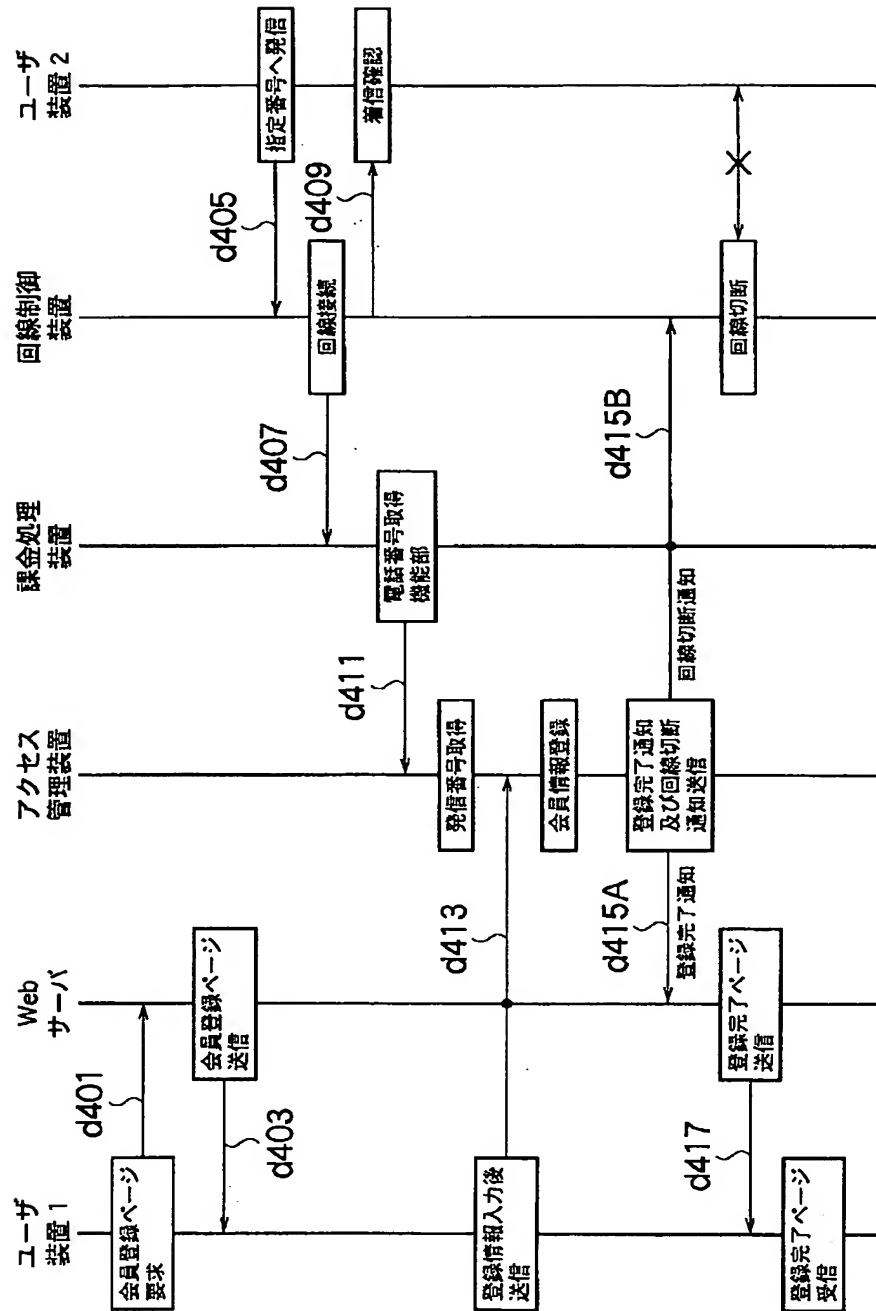 ユーザ
装置1
Web
サーバ
アクセス
管理装置
課金処理
装置
回線制御
装置
ユーザ
装置2
会員登録ページ
要求
d401
会員登録ページ
送信
d403
指定番号へ発信
d405
回線接続
d407
着信確認
d409
電話番号取得
機能部
d411
発信番号取得
登録情報入力後
送信
d413
会員情報登録
登録完了通知
及び回線切断
通知送信
d415A
登録完了通知
回線切断通知
d415B
登録完了ページ
送信
回線切断
d417
登録完了ページ
受信